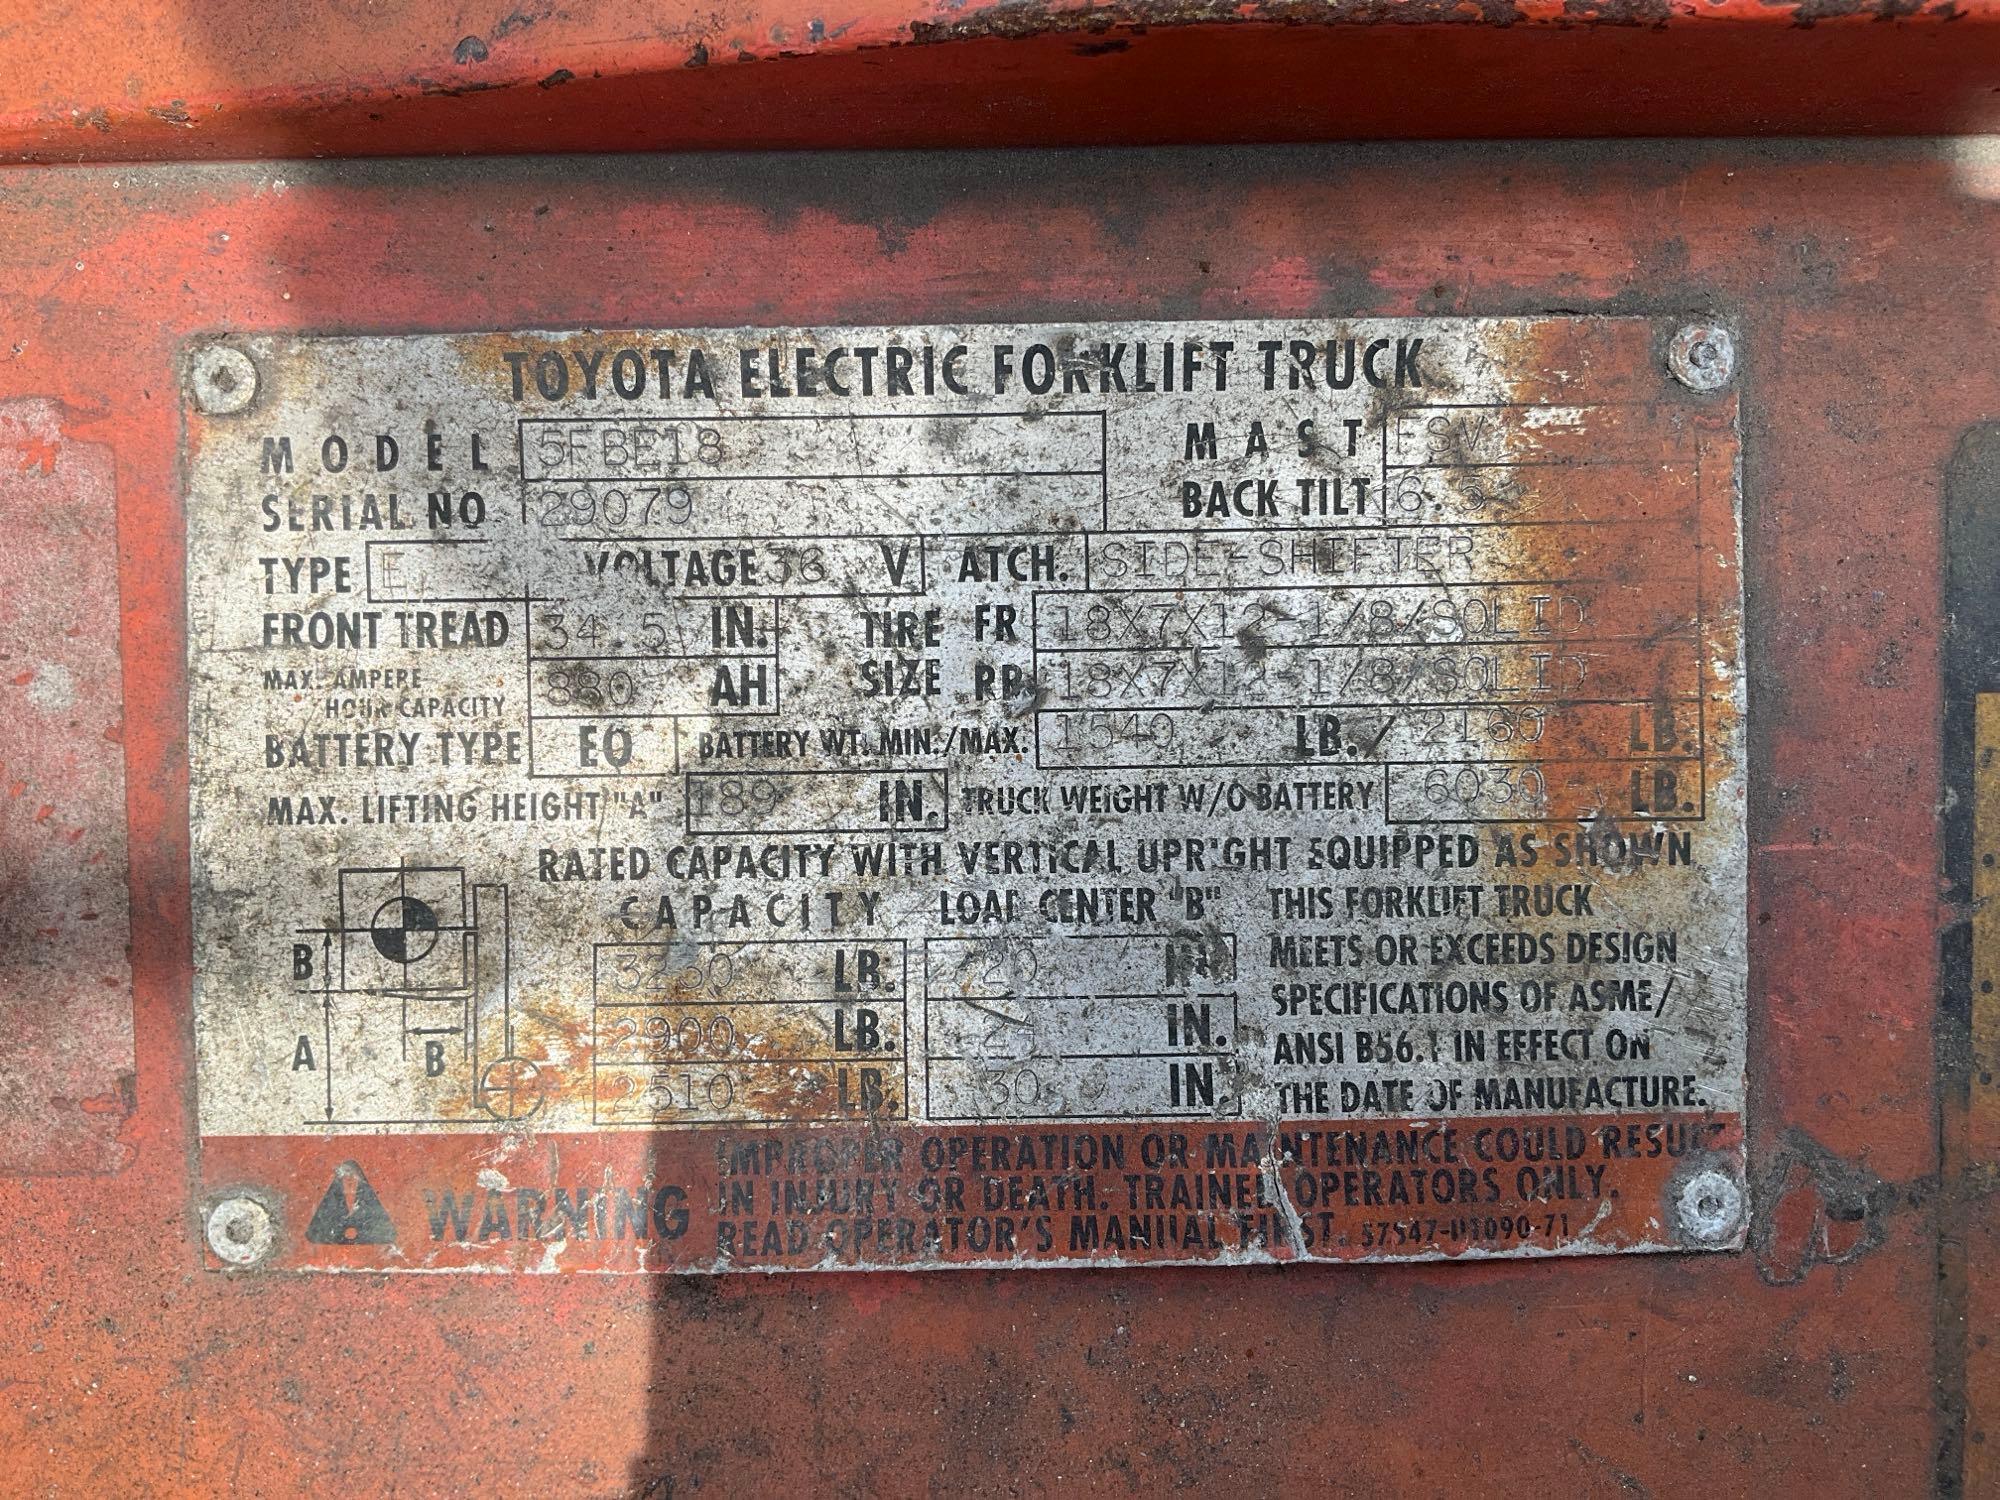 TOYOTA ELECTRIC FORKLIFT TRUCK
MODEL 5FBE18 MAST FSV
SERIAL NO 29079 BACK TILT 6.5
TYPE E VOLTAGE 36 V ATCH. SIDE-SHIFTER
FRONT TREAD 34.5 IN. TIRE SIZE FR 18X7X12-1/8/SOLID
MAX. AMPERE HOUR CAPACITY 880 AH RR 18X7X12-1/8/SOLID
BATTERY TYPE EO BATTERY WT. MIN./MAX. 1540 LB. / 2160 LB.
MAX. LIFTING HEIGHT "A" 189 IN. TRUCK WEIGHT W/O BATTERY 6030 LB.
RATED CAPACITY WITH VERTICAL UPRIGHT EQUIPPED AS SHOWN
CAPACITY LOAD CENTER "B" THIS FORKLIFT TRUCK
B 3230 LB. 20 IN. MEETS OR EXCEEDS DESIGN
SPECIFICATIONS OF ASME/
A B 2900 LB. 24 IN. ANSI B56.1 IN EFFECT ON
2510 LB. 30 IN. THE DATE OF MANUFACTURE.
WARNING IMPROPER OPERATION OR MAINTENANCE COULD RESULT
IN INJURY OR DEATH. TRAINED OPERATORS ONLY.
READ OPERATOR'S MANUAL FIRST.